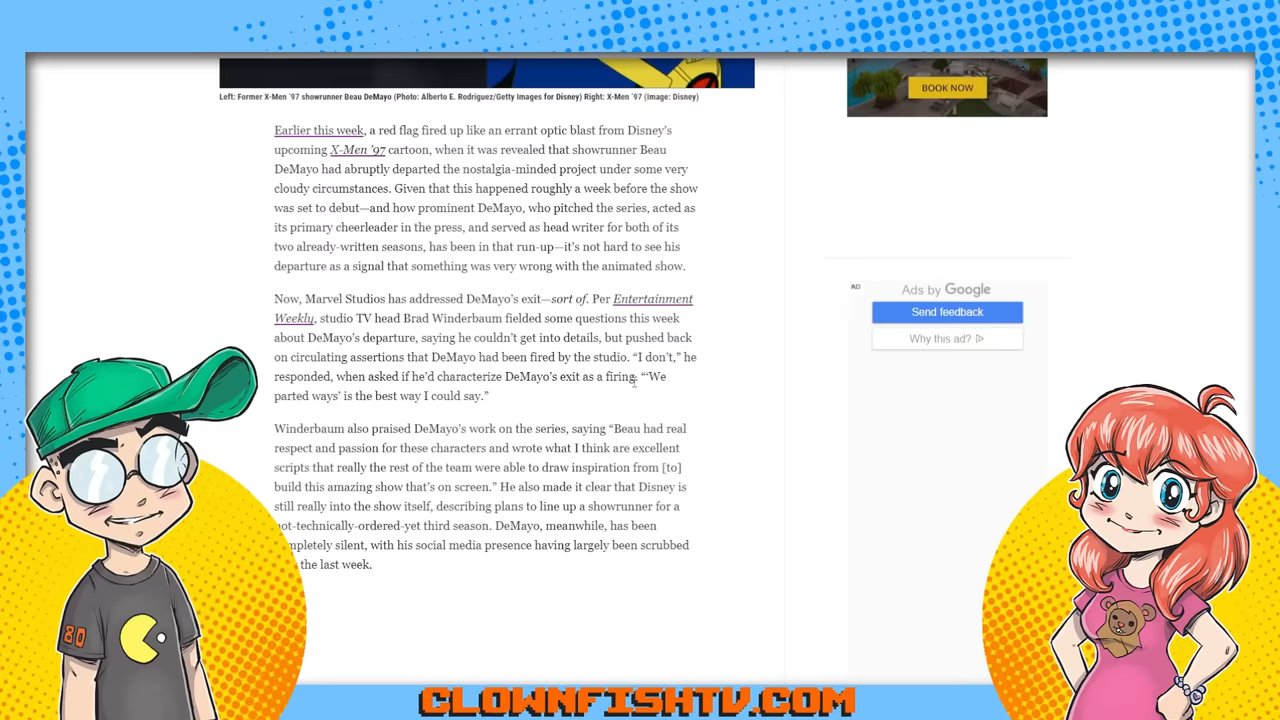 BOOK NOW
Left: Former X-Men '97 showrunner Beau DeMayo (Photo: Alberto E. Rodriguez/Getty Images for Disney) Right: X-Men '97 (Image: Disney)
Earlier this week, a red flag fired up like an errant optic blast from Disney's
upcoming X-Men '97 cartoon, when it was revealed that showrunner Beau
DeMayo had abruptly departed the nostalgia-minded project under some very
cloudy circumstances. Given that this happened roughly a week before the show
was set to debut—and how prominent DeMayo, who pitched the series, acted as
its primary cheerleader in the press, and served as head writer for both of its
two already-written seasons, has been in that run-up—it's not hard to see his
departure as a signal that something was very wrong with the animated show.
Now, Marvel Studios has addressed DeMayo's exit—sort of. Per Entertainment
Weekly, studio TV head Brad Winderbaum fielded some questions this week
about DeMayo's departure, saying he couldn't get into details, but pushed back
on circulating assertions that DeMayo had been fired by the studio. “I don't,” he
responded, when asked if he'd characterize DeMayo's exit as a firing. “‘We
parted ways’ is the best way I could say.”
Winderbaum also praised DeMayo's work on the series, saying “Beau had real
respect and passion for these characters and wrote what I think are excellent
scripts that really the rest of the team were able to draw inspiration from [to]
build this amazing show that's on screen.” He also made it clear that Disney is
still really into the show itself, describing plans to line up a showrunner for a
not-technically-ordered-yet third season. DeMayo, meanwhile, has been
completely silent, with his social media presence having largely been scrubbed
the last week.
AD
Ads by Google
Send feedback
Why this ad?
80
CLOWNFISHTV.COM